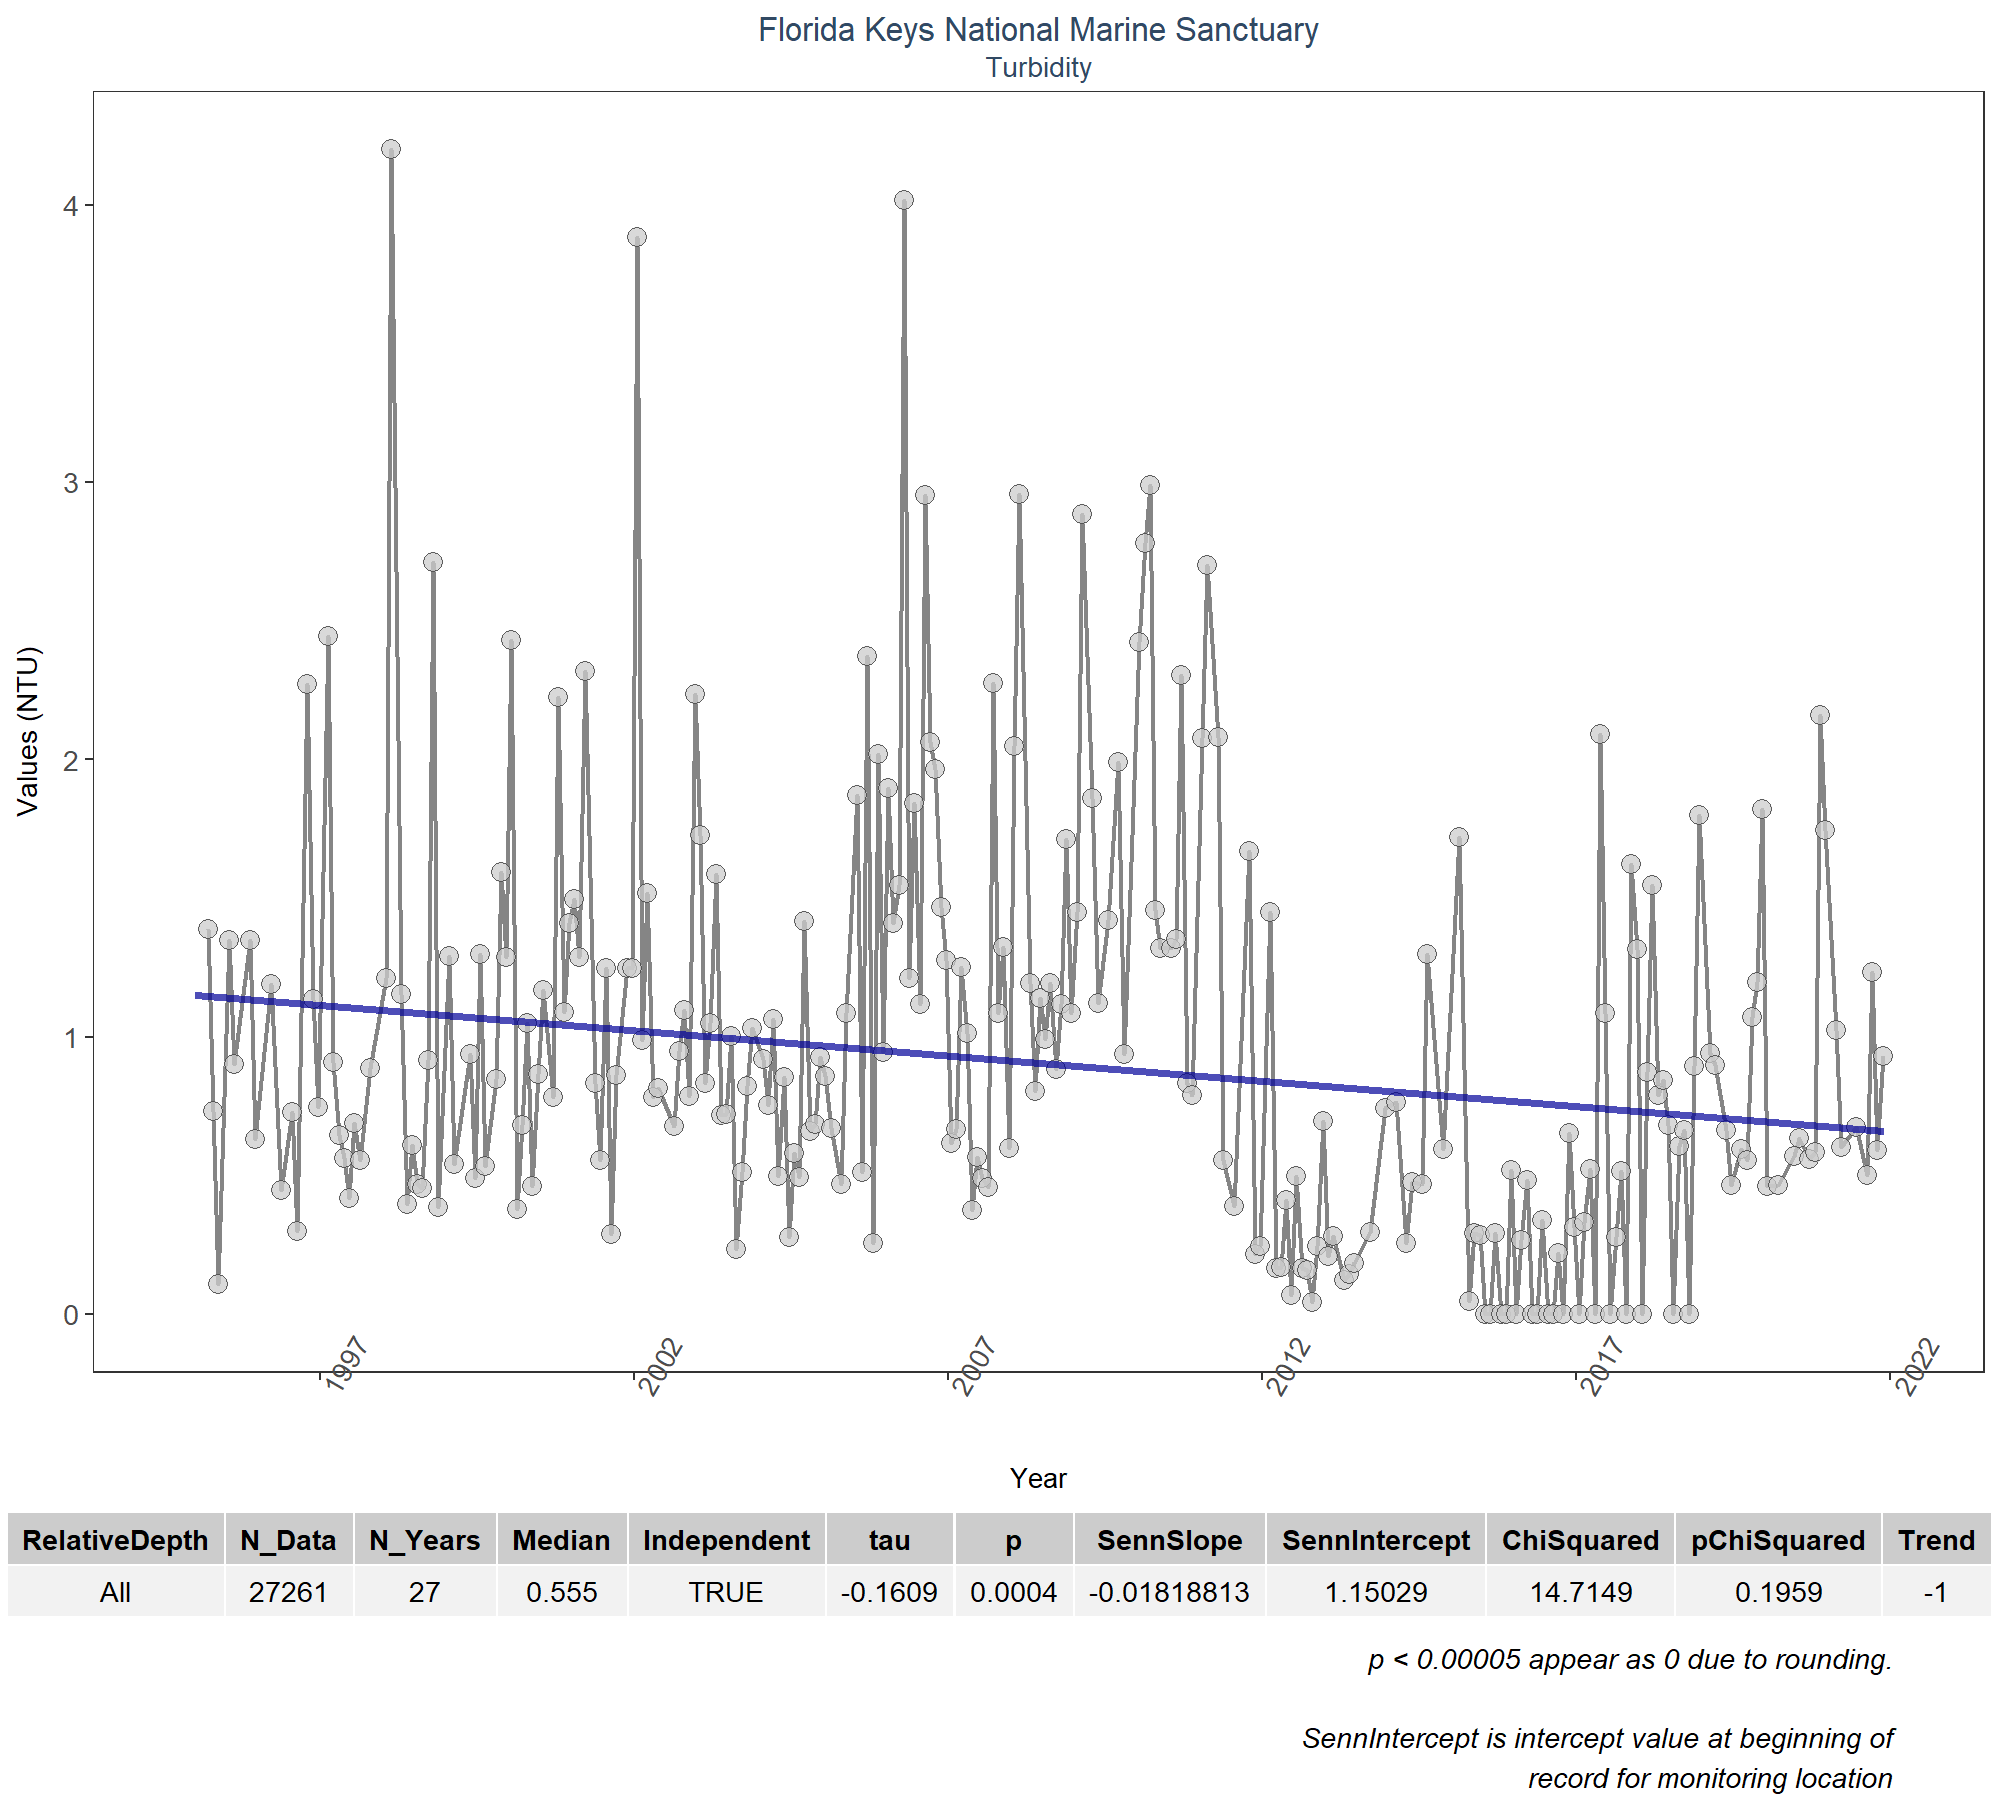 Florida Keys National Marine Sanctuary
Turbidity
Values (NTU)
4
3
2
1
0
1997 2002 2007 2012 2017 2022
Year
RelativeDepth N_Data N_Years Median Independent tau p SennSlope SennIntercept ChiSquared pChiSquared Trend
All 27261 27 0.555 TRUE -0.1609 0.0004 -0.01818813 1.15029 14.7149 0.1959 -1
p < 0.00005 appear as 0 due to rounding.
SennIntercept is intercept value at beginning of
record for monitoring location